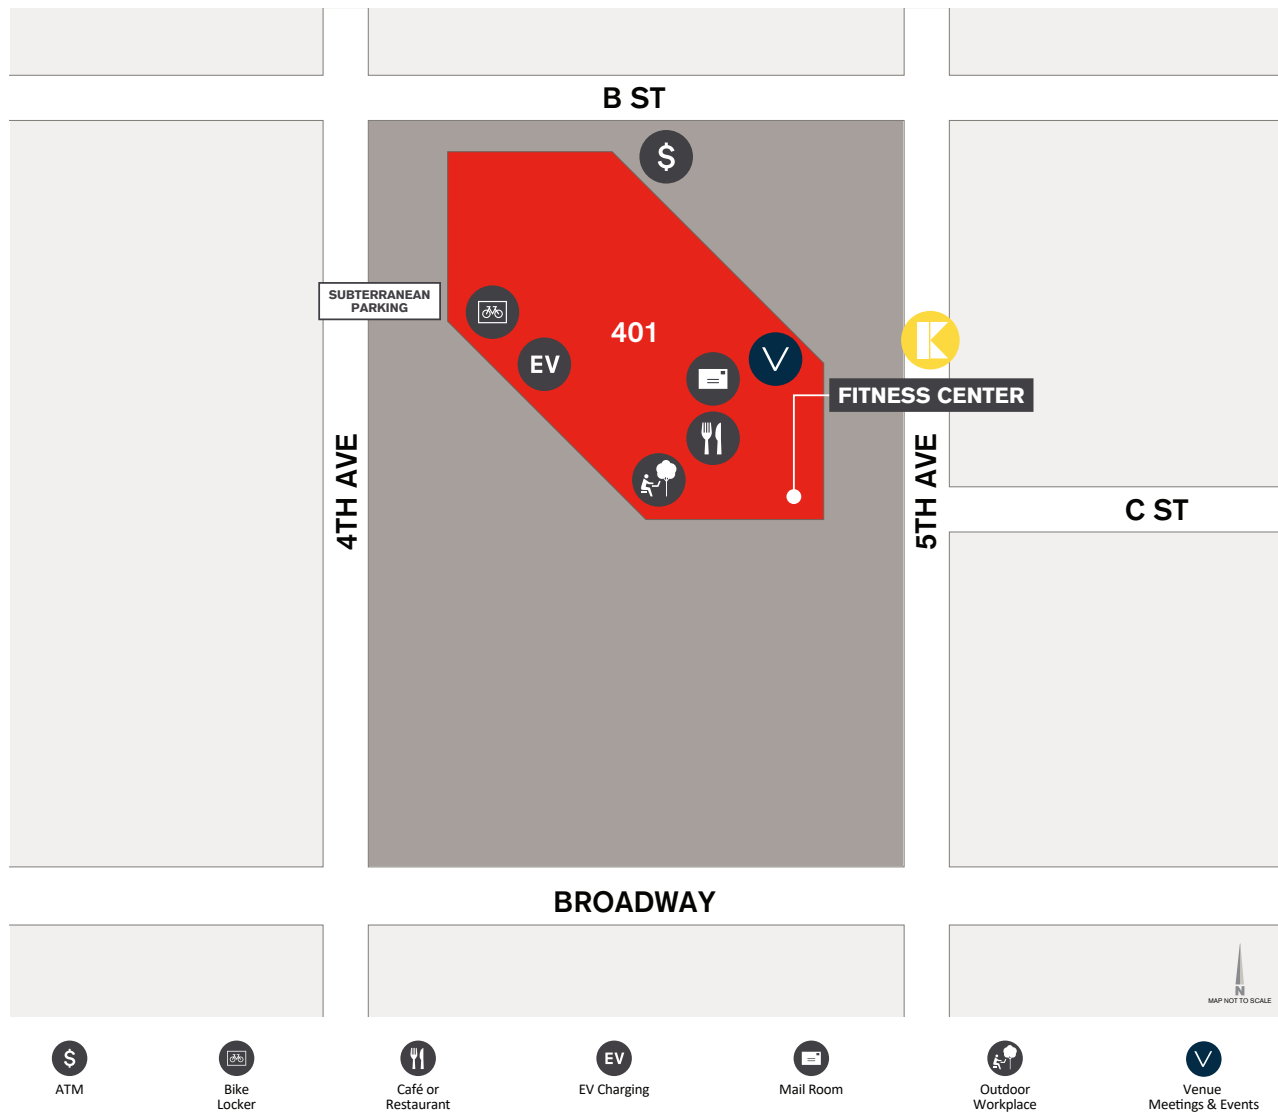 B ST
$
SUBTERRANEAN
PARKING
401
EV
V
K
FITNESS CENTER
4TH AVE
5TH AVE
C ST
BROADWAY
N
MAP NOT TO SCALE
$
EV
V
ATM
Bike
Locker
Café or
Restaurant
EV Charging
Mail Room
Outdoor
Workplace
Venue
Meetings & Events